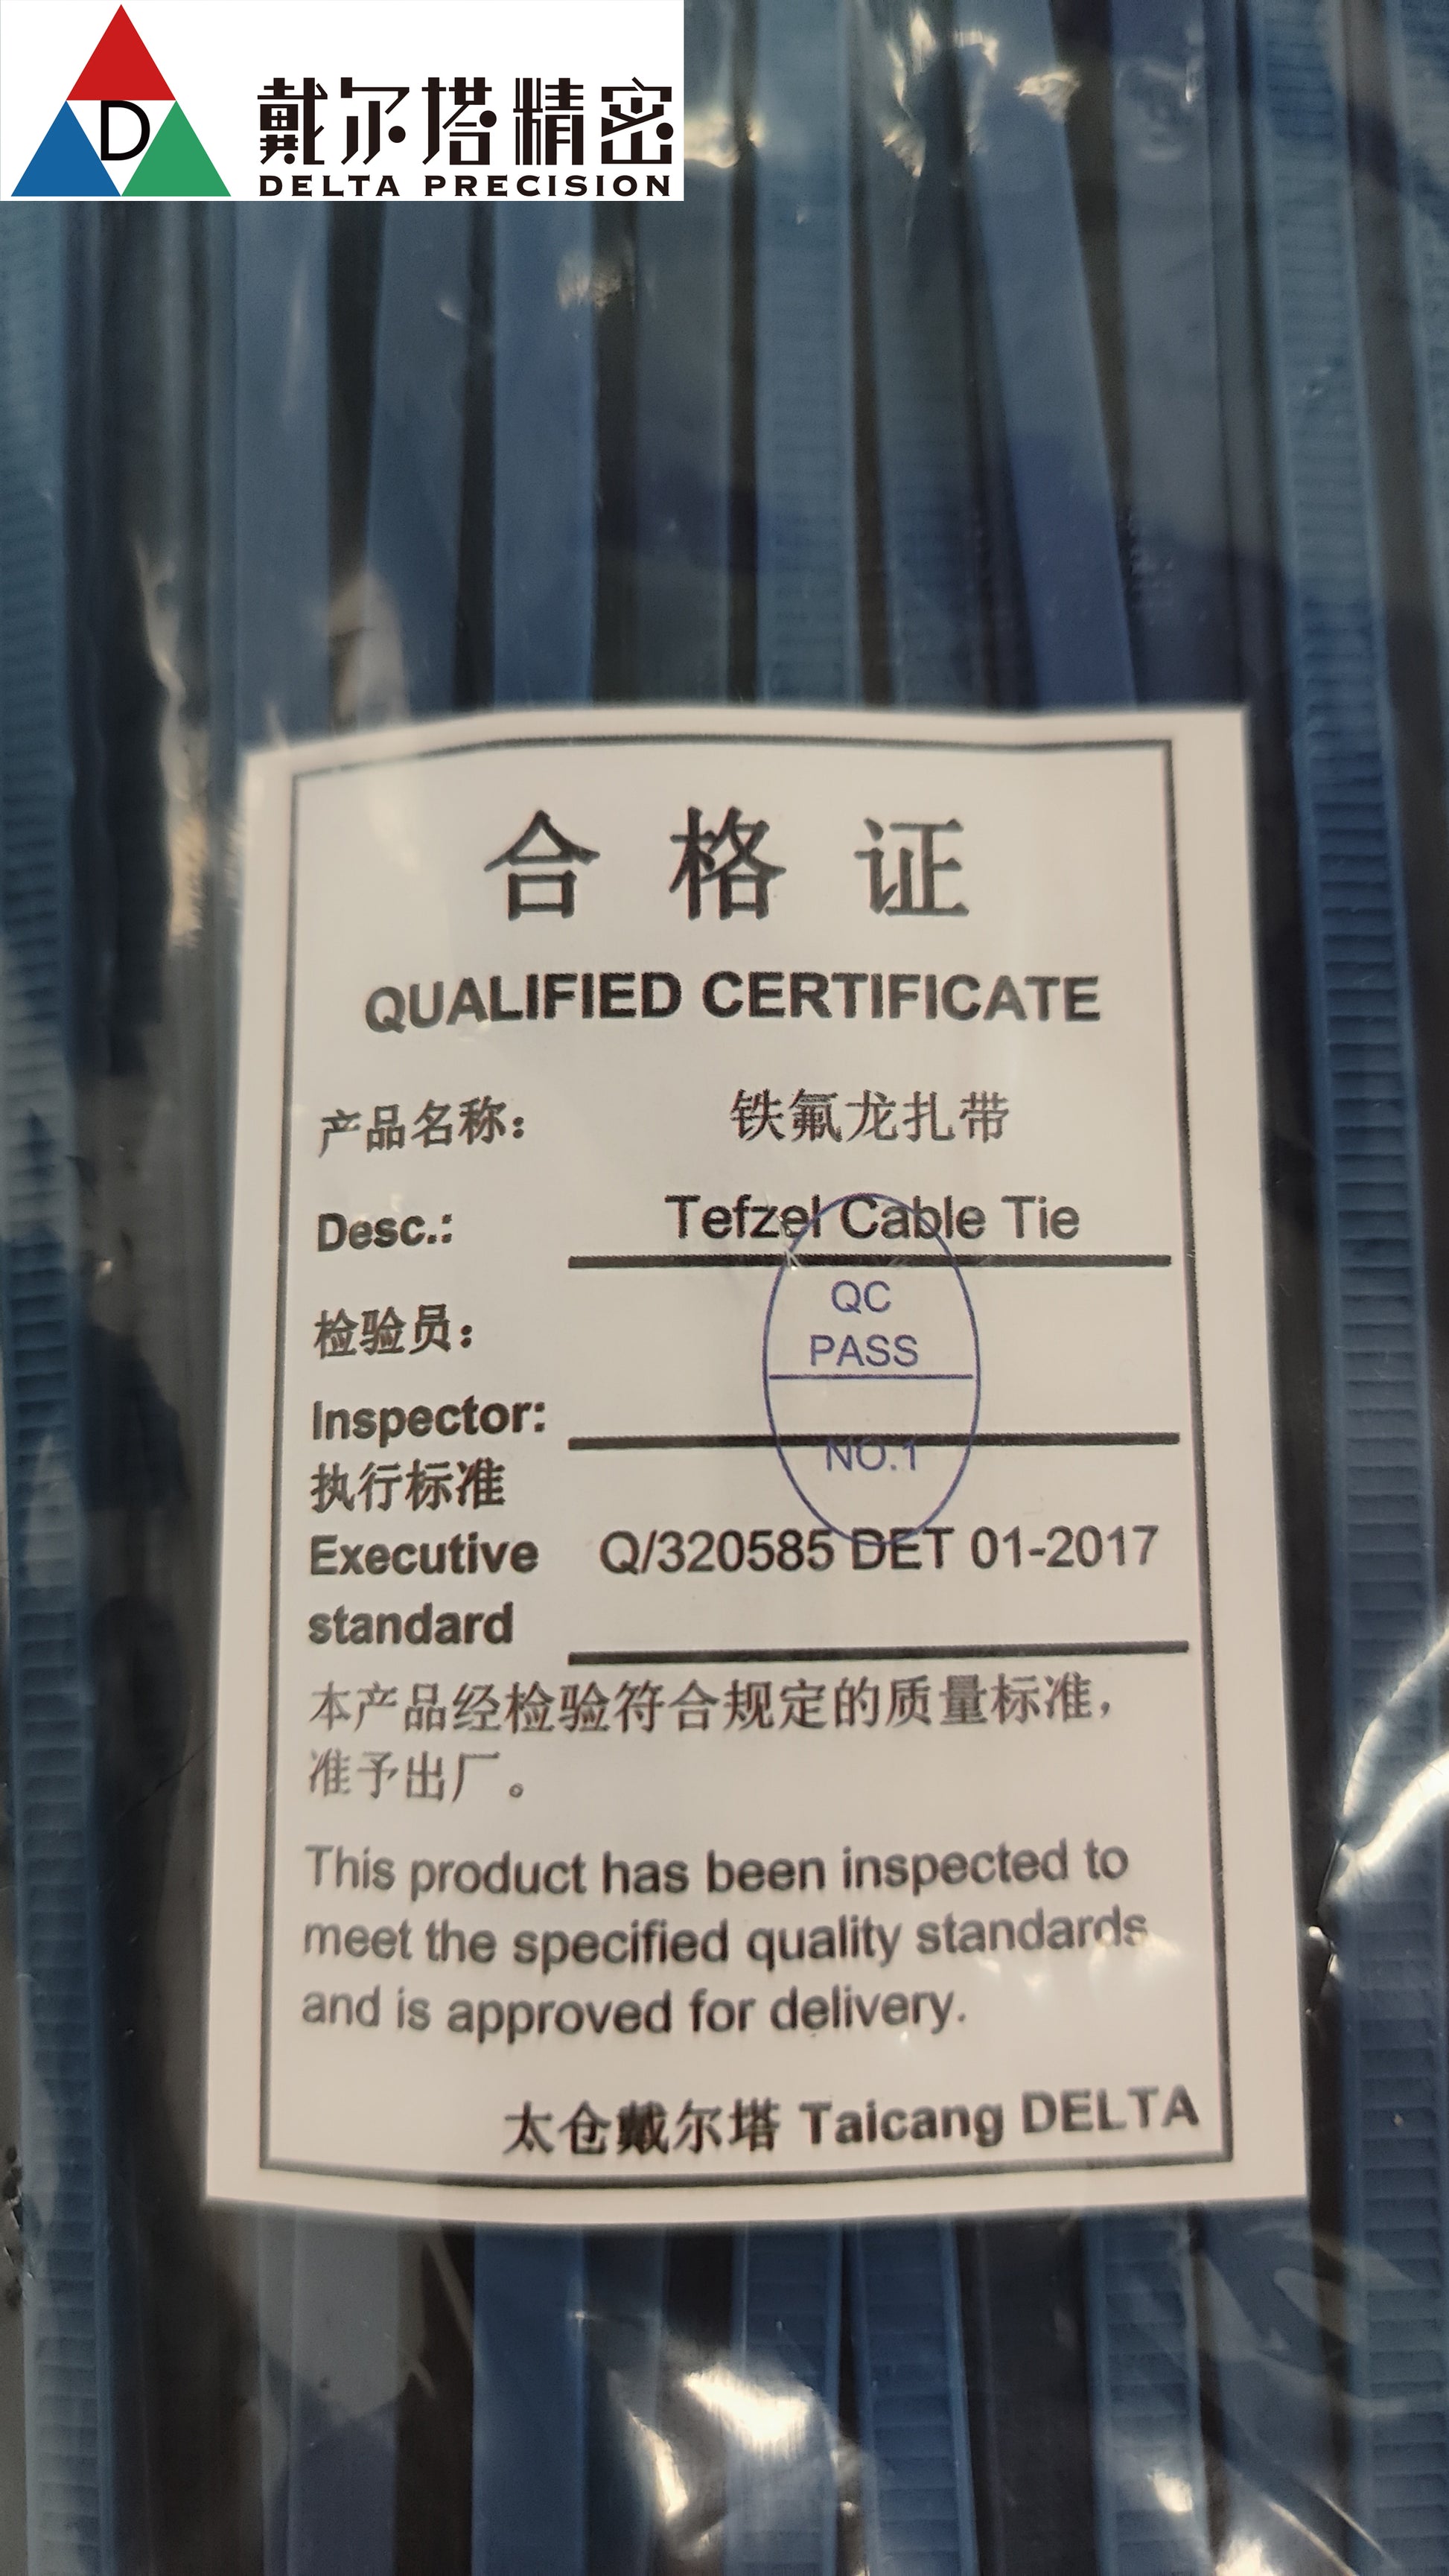 D
戴尔塔精密
DELTA PRECISION
合格证
QUALIFIED CERTIFICATE
产品名称： 铁氟龙扎带
Desc.: Tefzel Cable Tie
QC
PASS
检验员：
Inspector:
NO.1
执行标准
Executive Q/320585 DET 01-2017
standard
本产品经检验符合规定的质量标准，
准予出厂。
This product has been inspected to
meet the specified quality standards
and is approved for delivery.
太仓戴尔塔 Taicang DELTA